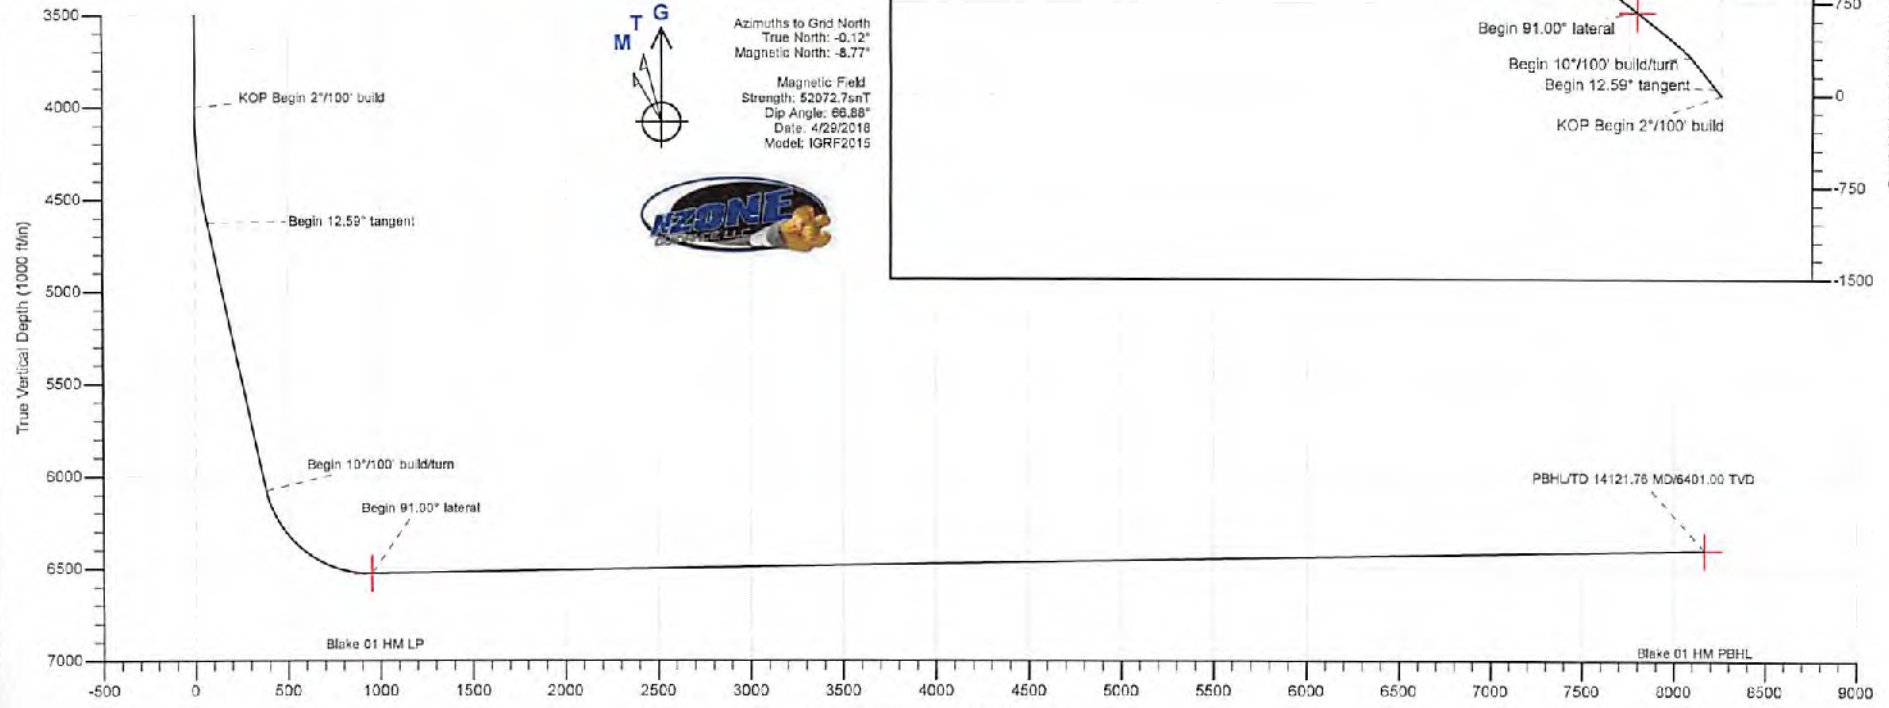 3500
4000
4500
5000
5500
6000
6500
7000
True Vertical Depth (1000 ft/in)
KOP Begin 2°/100' build
Begin 12.59° tangent
Begin 10°/100' build/turn
Begin 91.00° lateral
Blake 01 HM LP
T G
M
Azimuths to Grid North
True North: -0.12°
Magnetic North: -8.77°
Magnetic Field
Strength: 52072.7snT
Dip Angle: 66.88°
Date: 4/29/2018
Model: IGRF2015
NZONE
Begin 91.00° lateral
Begin 10°/100' build/turn
Begin 12.59° tangent
KOP Begin 2°/100' build
750
0
-750
-1500
PBHL/TD 14121.76 MD/6401.00 TVD
Blake 01 HM PBHL
-500 0 500 1000 1500 2000 2500 3000 3500 4000 4500 5000 5500 6000 6500 7000 7500 8000 8500 9000